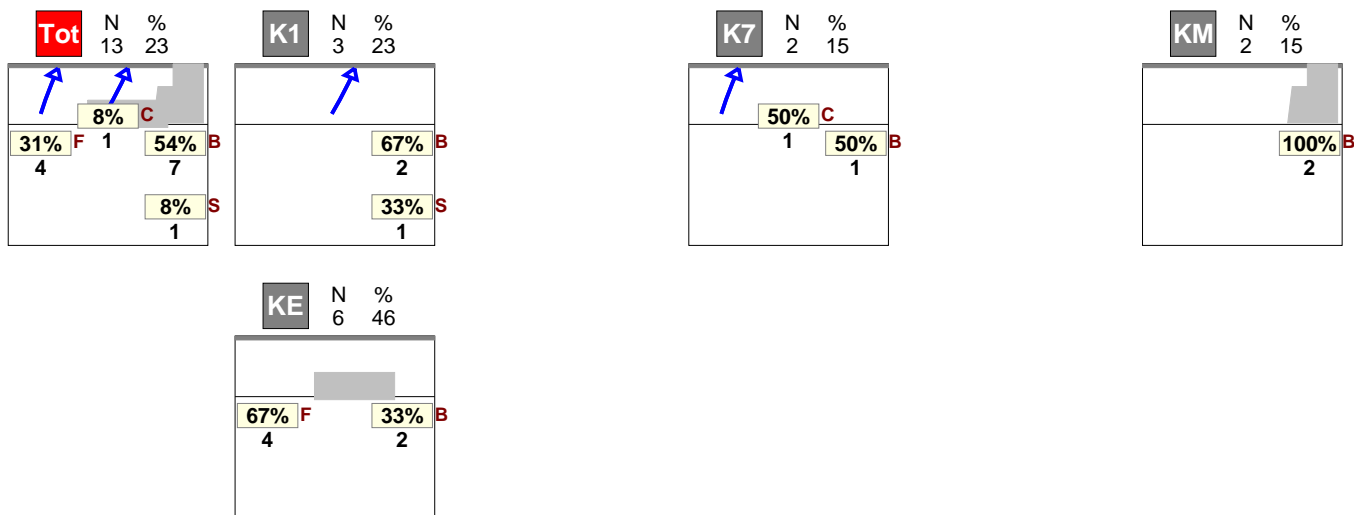 Tot N %
13 23
K1 N %
3 23
K7 N %
2 15
KM N %
2 15
8% C
1
31% F
4
54% B
7
8% S
1
67% B
2
33% S
1
50% C
1
50% B
1
100% B
2
KE N %
6 46
67% F
4
33% B
2